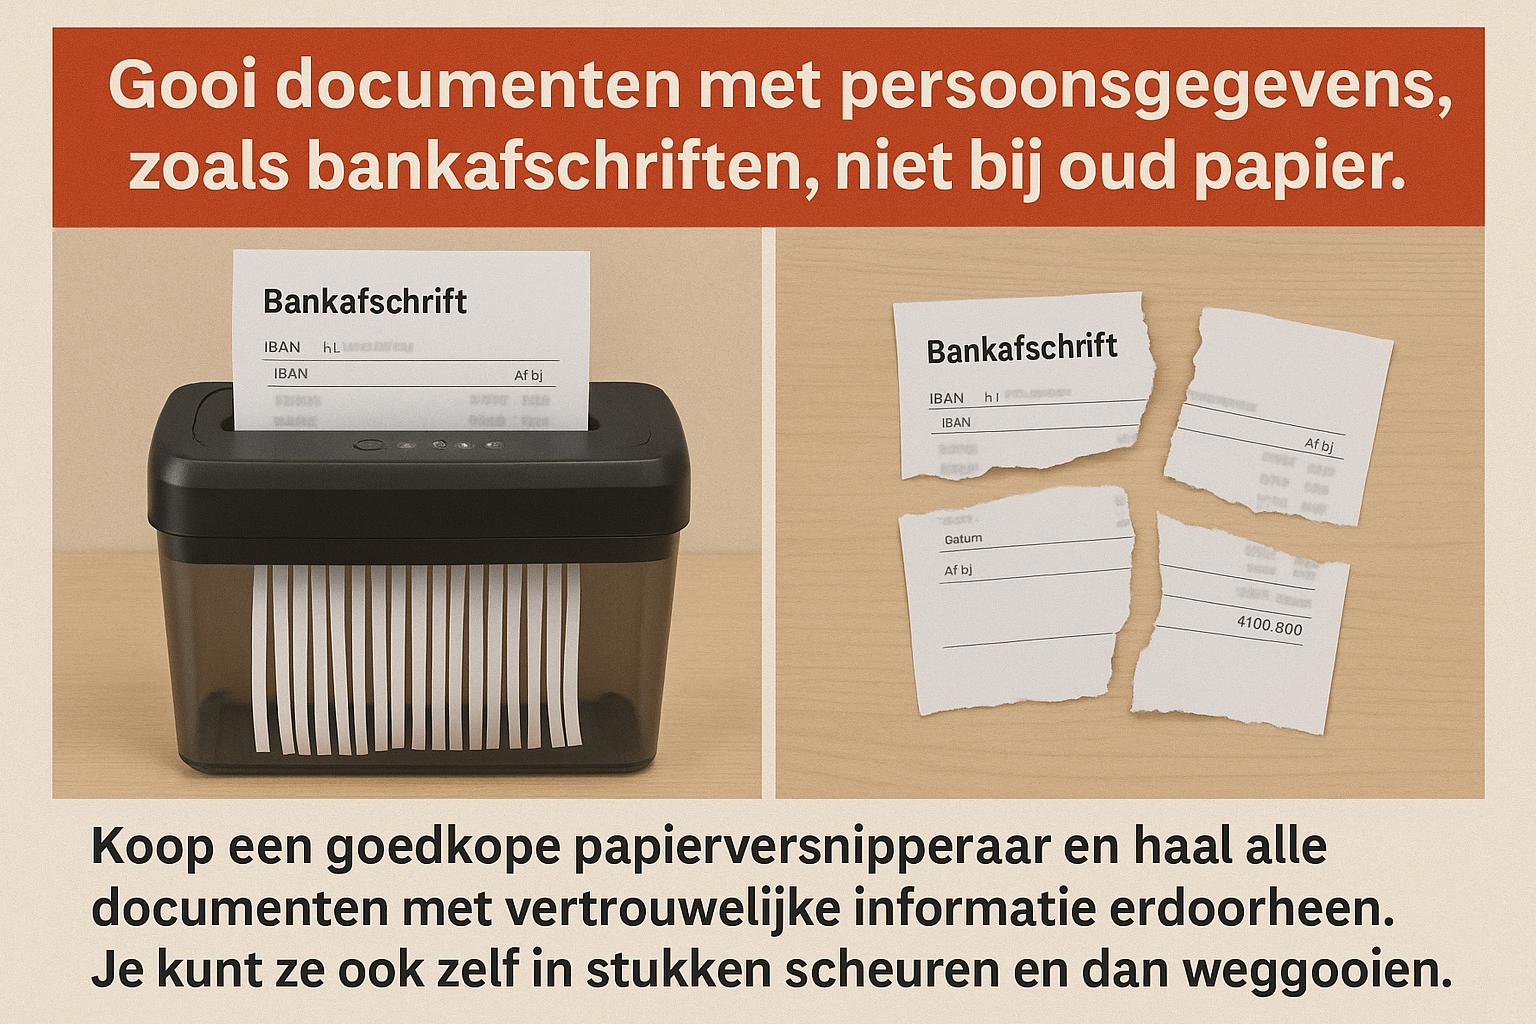 Gooi documenten met persoonsgegevens,
zoals bankafschriften, niet bij oud papier.
Bankafschrift
IBAN hL
IBAN Af bj
Bankafschrift
IBAN h I
IBAN
Af bj
Gatum
Af bj
4100.800
Koop een goedkope papierversnipperaar en haal alle
documenten met vertrouwelijke informatie erdoorheen.
Je kunt ze ook zelf in stukken scheuren en dan weggooien.